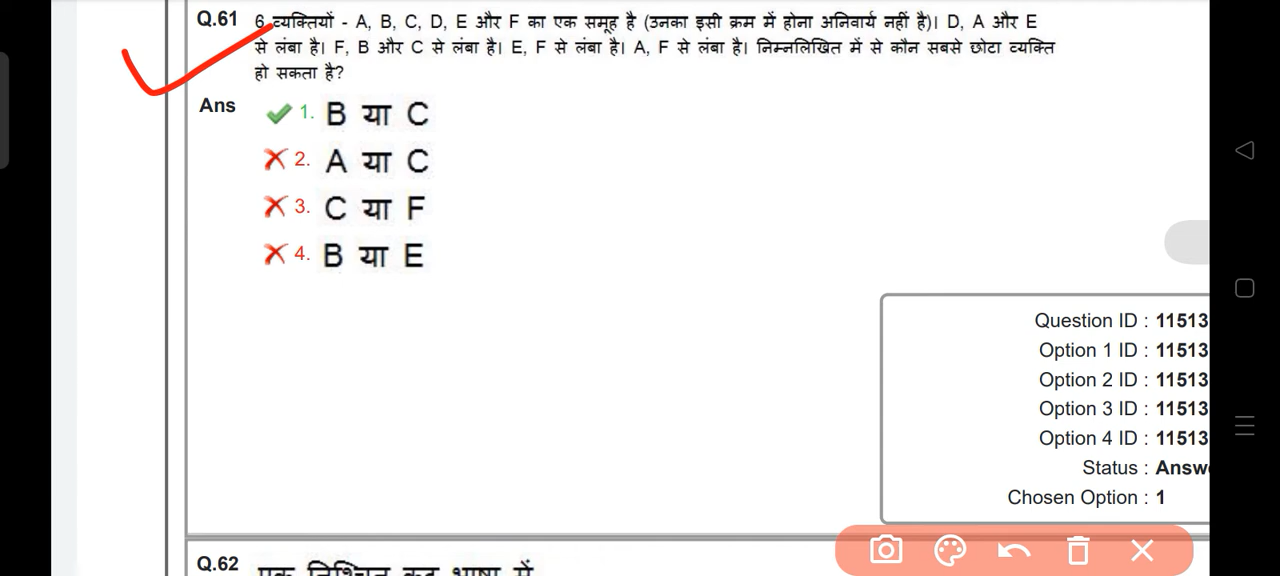 Q.61 6 व्यक्तियों - A, B, C, D, E और F का एक समूह है (उनका इसी क्रम में होना अनिवार्य नहीं है)। D, A और E
से लंबा है। F, B और C से लंबा है। E, F से लंबा है। A, F से लंबा है। निम्नलिखित में से कौन सबसे छोटा व्यक्ति
हो सकता है?
Ans 1. B या C
2. A या C
3. C या F
4. B या E
Question ID : 11513
Option 1 ID : 11513
Option 2 ID : 11513
Option 3 ID : 11513
Option 4 ID : 11513
Status : Answ
Chosen Option : 1
Q.62 एक निश्चित कूट भाषा में